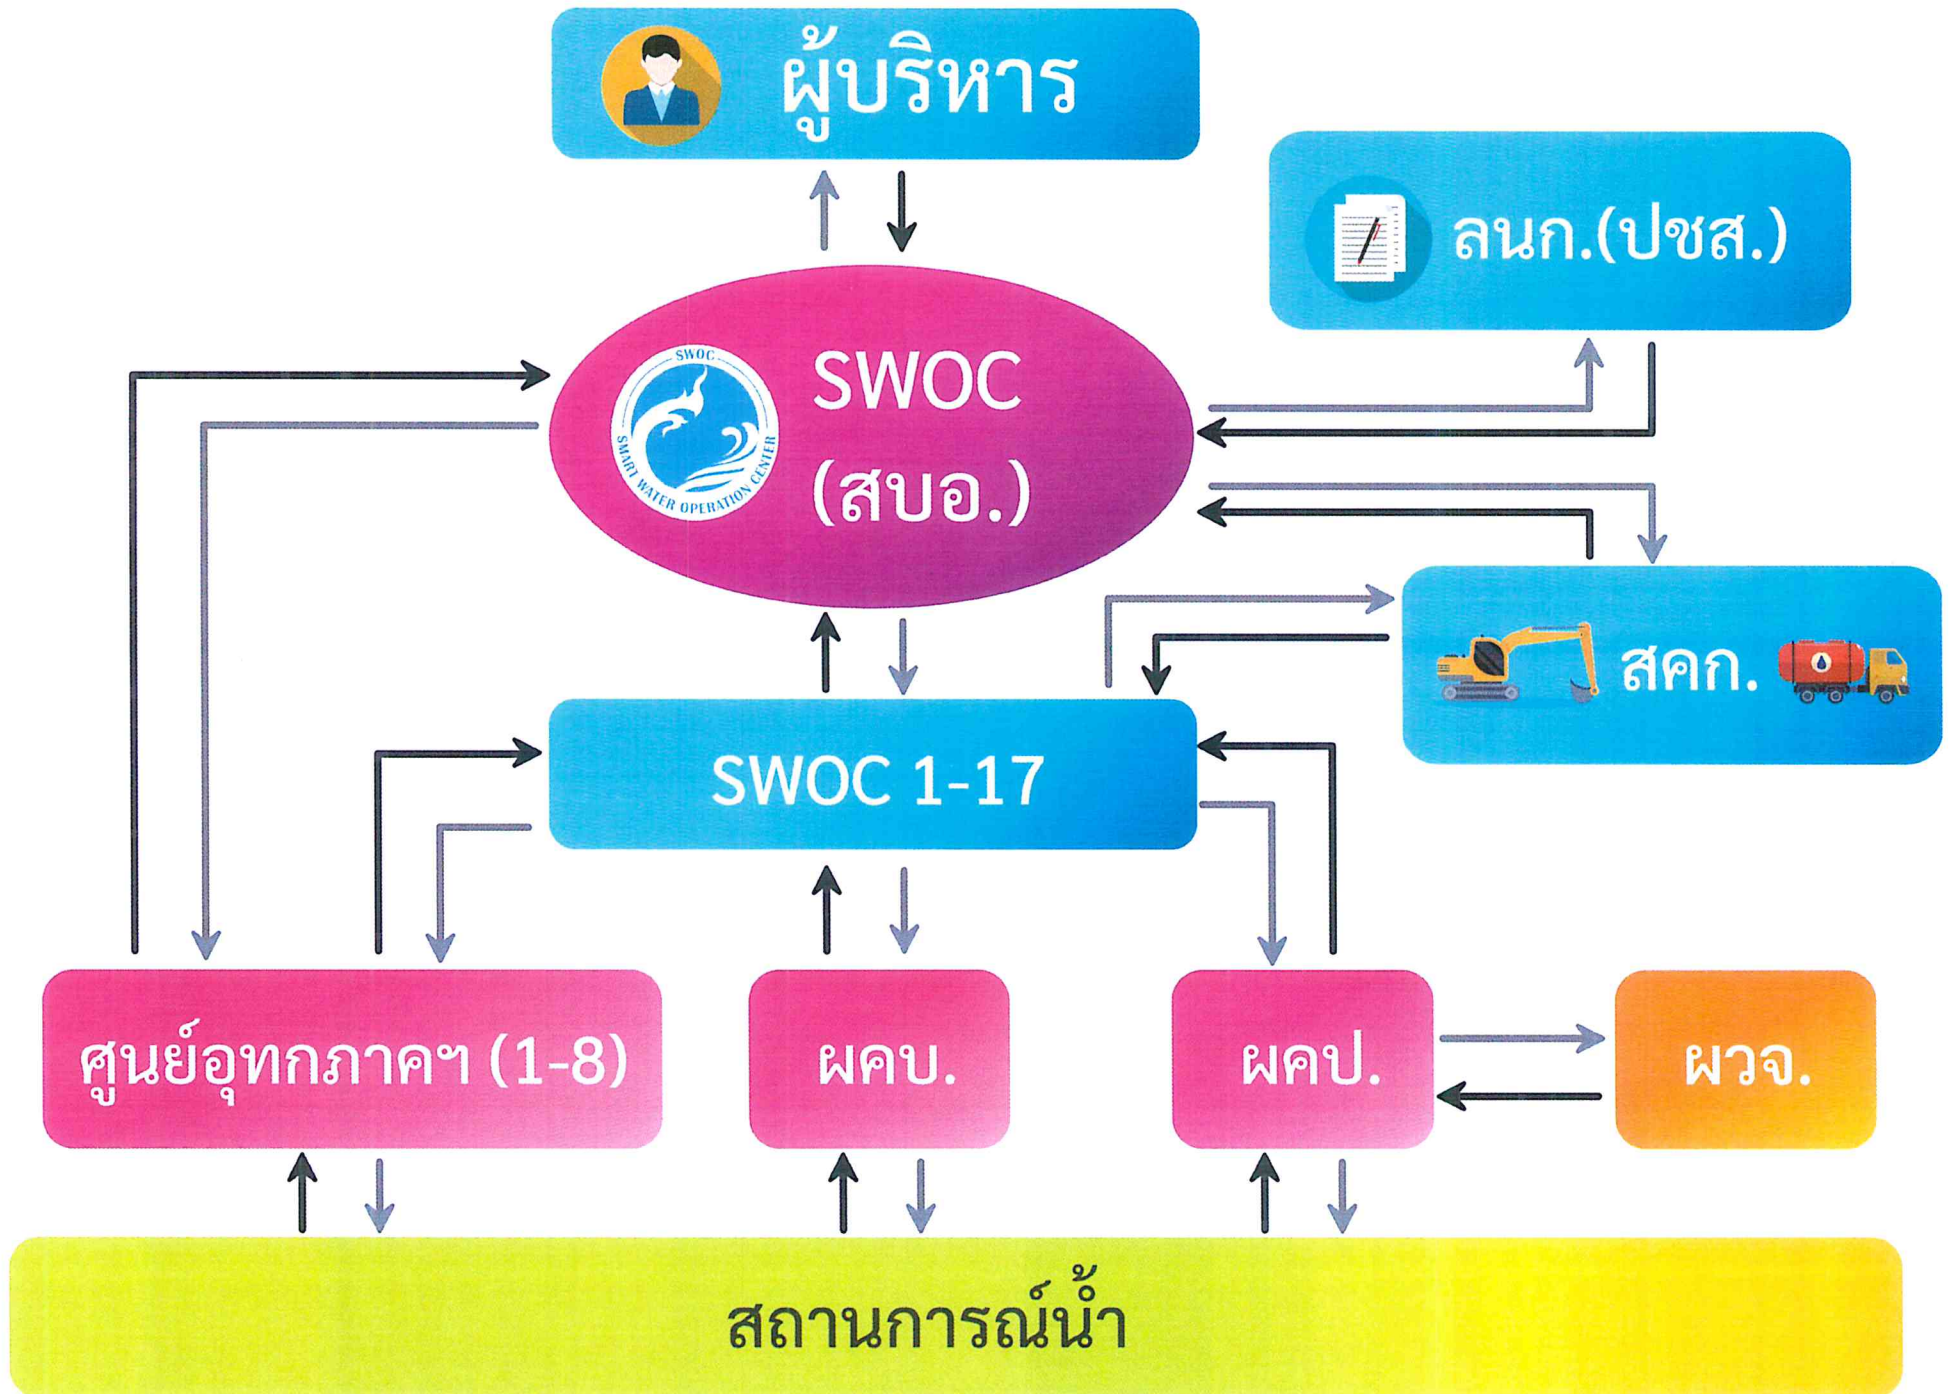 ผู้บริหาร
ลนก.(ปชส.)
SWOC
SMART WATER OPERATION CENTER
SWOC
(สบอ.)
สคก.
SWOC 1-17
ศูนย์อุทกภาคฯ (1-8)
ผคบ.
ผคป.
ผวจ.
สถานการณ์น้ำ